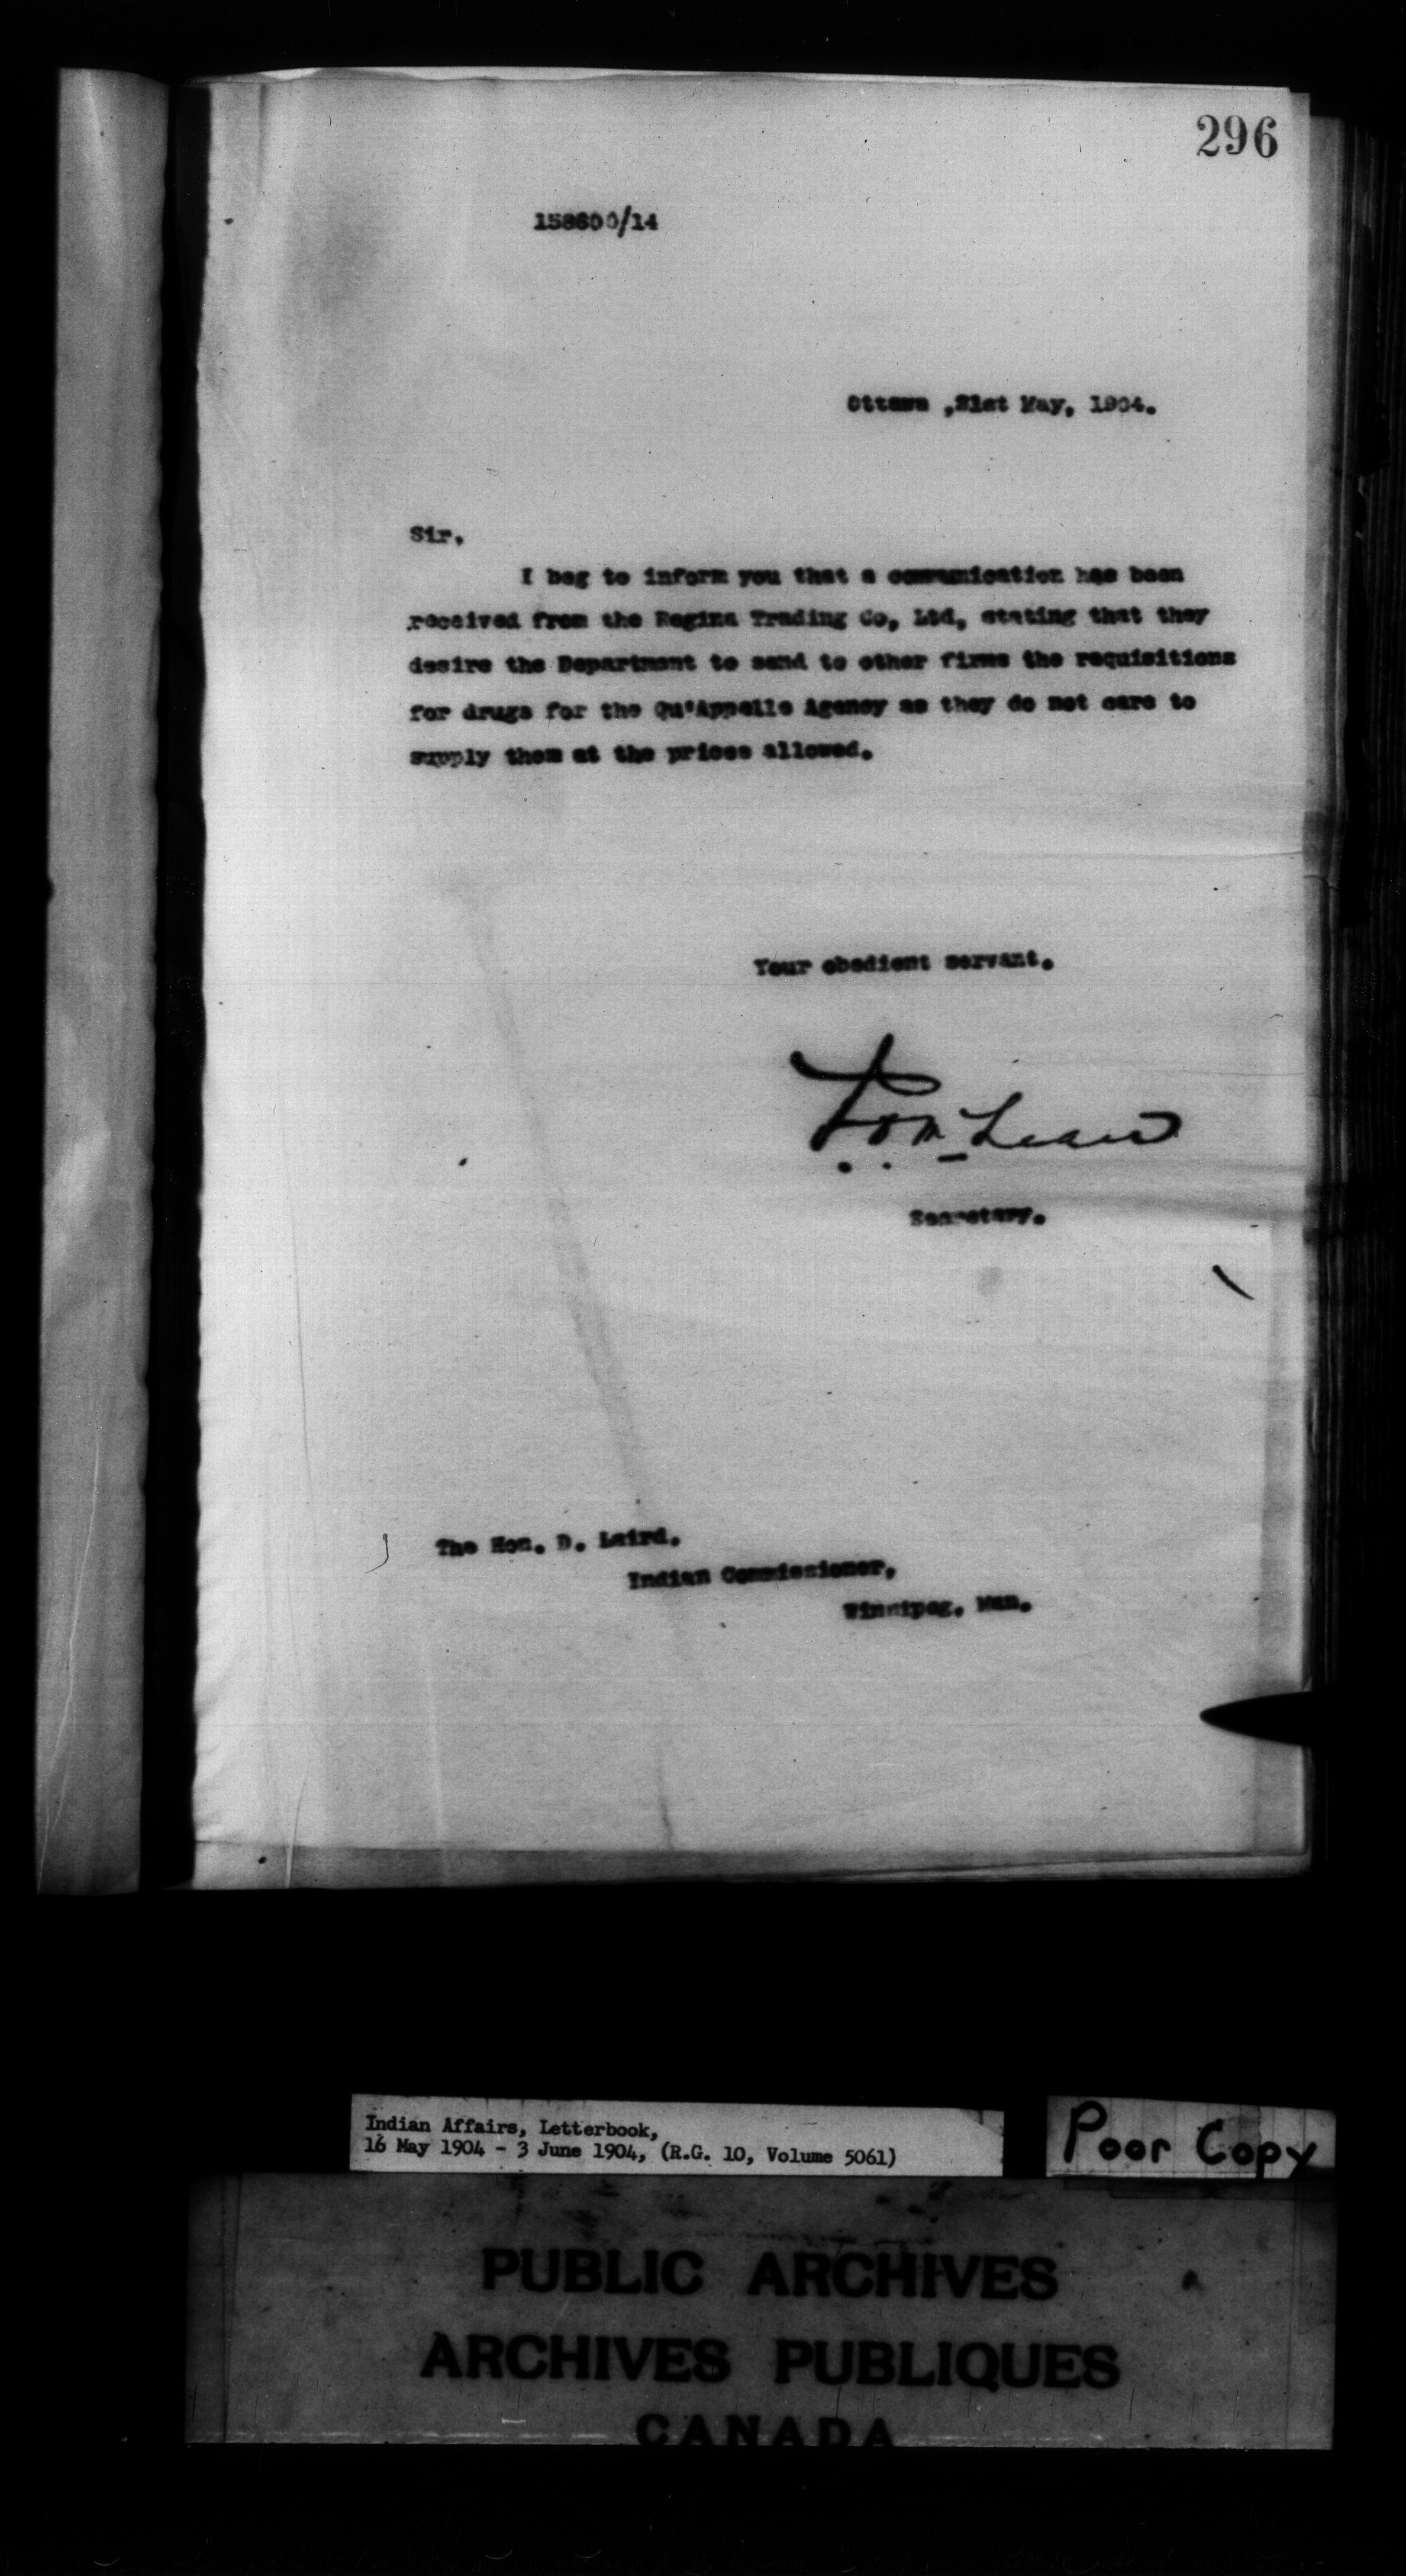 296
158600/14
Ottawa ,21st May, 1904.
Sir,
I beg to inform you that a communication has been
received from the Regina Trading Co, Ltd, stating that they
desire the Department to send to other firms the requisitions
for drugs for the Qu'Appelle Agency as they do not care to
supply them at the prices allowed.
Your obedient servant.
Secretary.
The Hon. D. Laird,
Indian Commissioner,
Winnipeg. Man.
Indian Affairs, Letterbook,
16 May 1904 - 3 June 1904, (R.G. 10, Volume 5061)
Poor Copy
PUBLIC ARCHIVES
ARCHIVES PUBLIQUES
CANADA